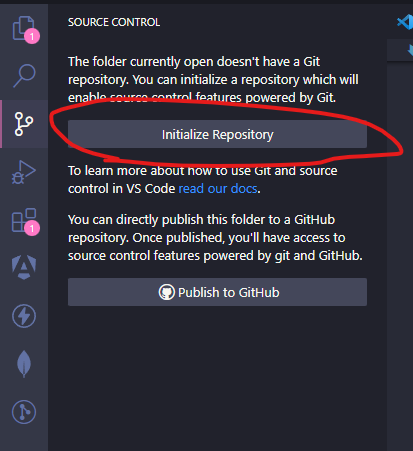 SOURCE CONTROL
The folder currently open doesn't have a Git
repository. You can initialize a repository which will
enable source control features powered by Git.
Initialize Repository
To learn more about how to use Git and source
control in VS Code read our docs.
You can directly publish this folder to a GitHub
repository. Once published, you'll have access to
source control features powered by git and GitHub.
Publish to GitHub
1
1